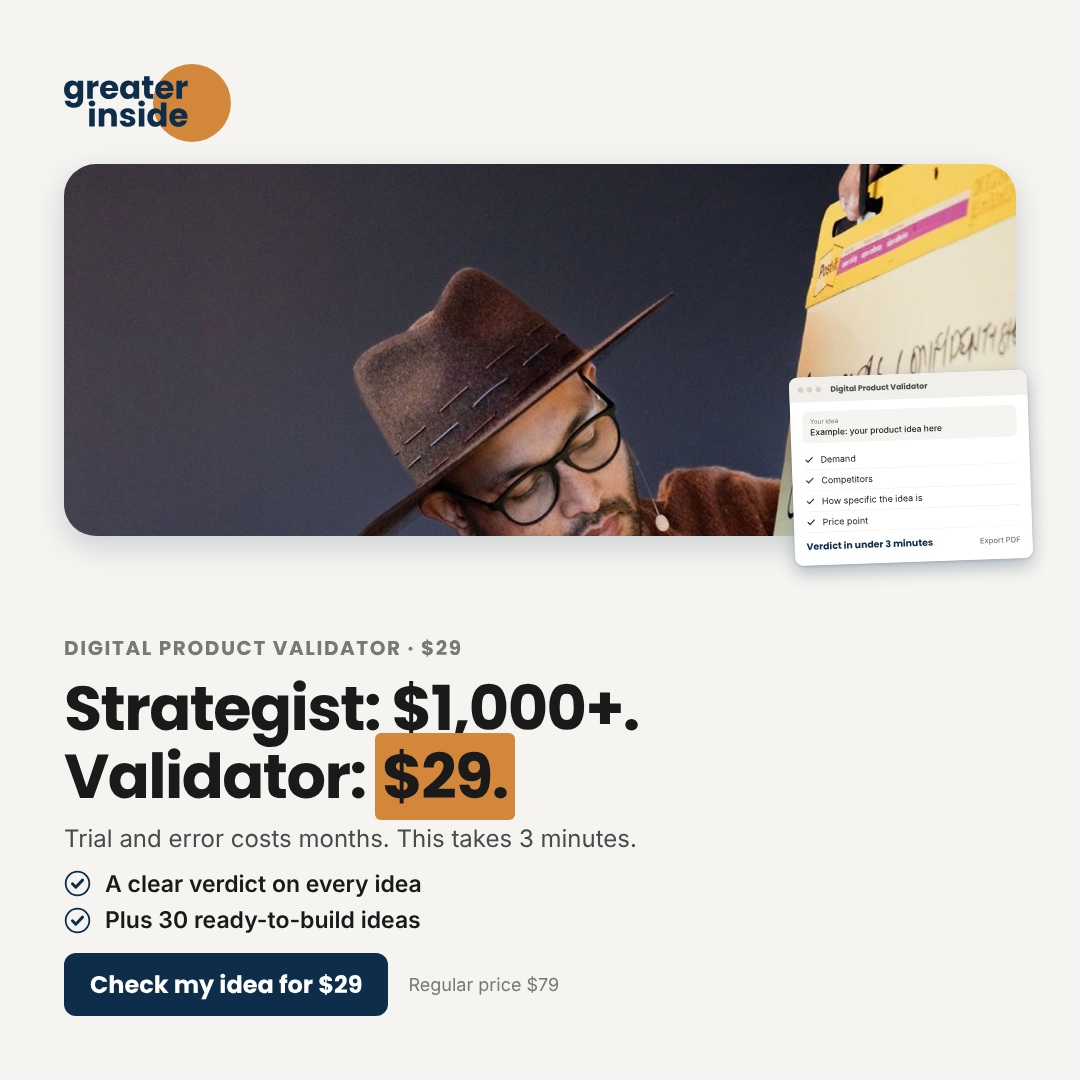 greater
inside
Post-it
CONFIDENT
Digital Product Validator
Your idea
Example: your product idea here
Demand
Competitors
How specific the idea is
Price point
Verdict in under 3 minutes
Export PDF
DIGITAL PRODUCT VALIDATOR · $29
Strategist: $1,000+.
Validator: $29.
Trial and error costs months. This takes 3 minutes.
A clear verdict on every idea
Plus 30 ready-to-build ideas
Check my idea for $29
Regular price $79